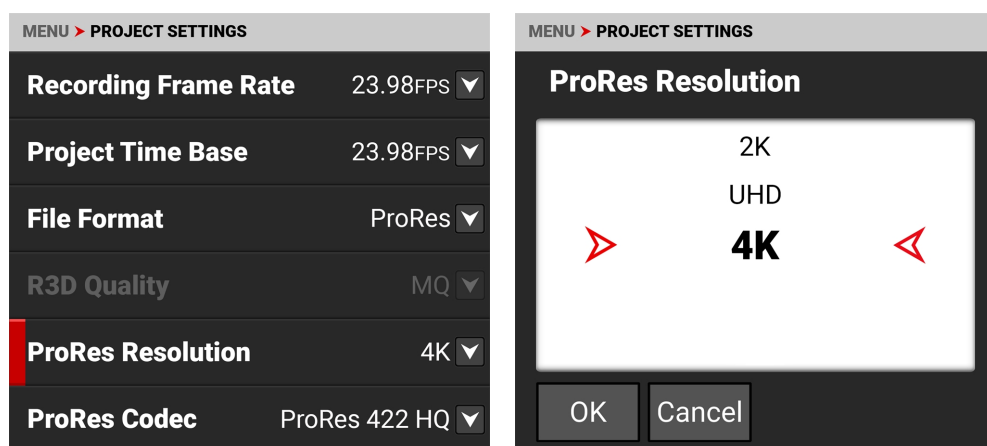 MENU ➤ PROJECT SETTINGS
Recording Frame Rate 23.98FPS
Project Time Base 23.98FPS
File Format ProRes
R3D Quality MQ
ProRes Resolution 4K
ProRes Codec ProRes 422 HQ
MENU ➤ PROJECT SETTINGS
ProRes Resolution
2K
UHD
4K
OK Cancel